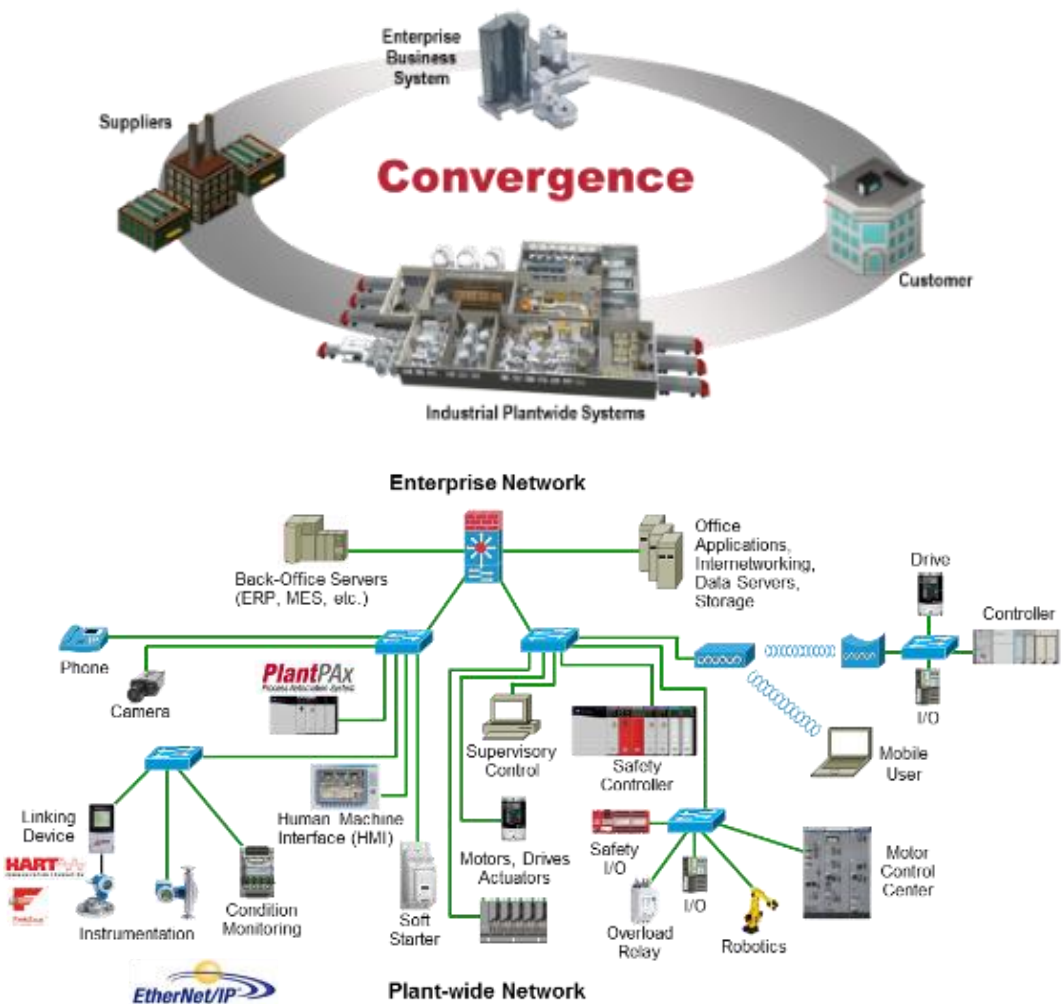 Enterprise
Business
System
Suppliers
Convergence
Customer
Industrial Plantwide Systems
Enterprise Network
Back-Office Servers
(ERP, MES, etc.)
Office
Applications,
Internetworking,
Data Servers,
Storage
Drive
Controller
Phone
Camera
PlantPAx
Process Automation System
I/O
Supervisory
Control
Safety
Controller
Mobile
User
Linking
Device
HART
Human Machine
Interface (HMI)
Motors, Drives
Actuators
Safety
I/O
I/O
Motor
Control
Center
Instrumentation
Condition
Monitoring
Soft
Starter
Overload
Relay
Robotics
EtherNet/IP
Plant-wide Network